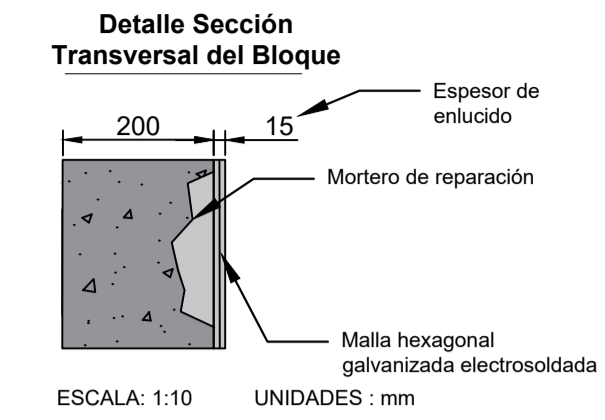 Detalle Sección
Transversal del Bloque
200
15
Espesor de
enlucido
Mortero de reparación
Malla hexagonal
galvanizada electrosoldada
ESCALA: 1:10 UNIDADES : mm